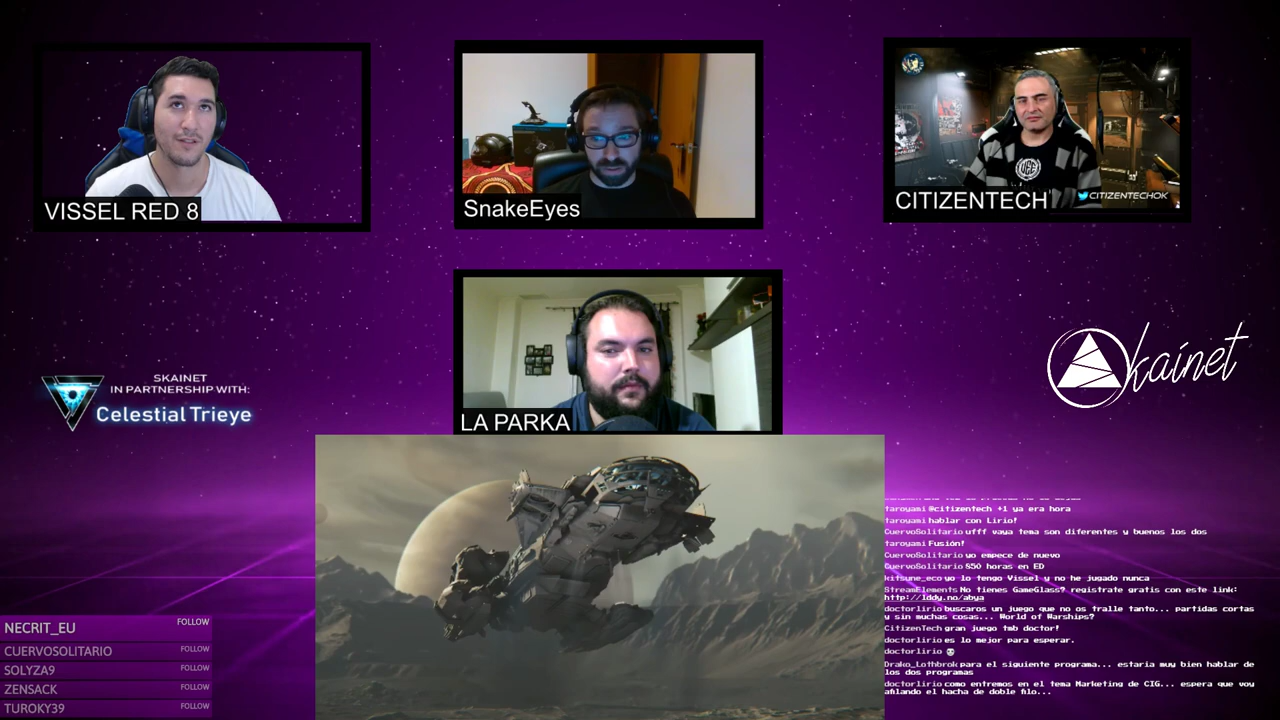 VISSEL RED 8
SnakeEyes
CITIZENTECH
CITIZENTECHOK
LA PARKA
SKAINET
IN PARTNERSHIP WITH:
Celestial Trieye
kainet
NECRIT_EU FOLLOW
CUERVOSOLITARIO FOLLOW
SOLYZA9 FOLLOW
ZENSACK FOLLOW
TUROKY39 FOLLOW
taroyami @citizentech +1 ya era hora
taroyami hablar con Lirio!
CuervoSolitario ufff vaya tema son diferentes y buenos los dos
taroyami Fusión!
CuervoSolitario yo empece de nuevo
CuervoSolitario 850 horas en ED
kitsune_eco yo lo tengo Vissel y no he jugado nunca
StreamElements No tienes GameGlass? registrate gratis con este link:
http://lddy.no/abya
doctorlirio buscaros un juego que no os tralle tanto... partidas cortas
y sin muchas cosas... World of Warships?
CitizenTech gran juego tmb doctor!
doctorlirio es lo mejor para esperar.
doctorlirio
Drako_Lothbrok para el siguiente programa... estaria muy bien hablar de
los dos programas
doctorlirio como entremos en el tema Marketing de CIG... espera que voy
afilando el hacha de doble filo...